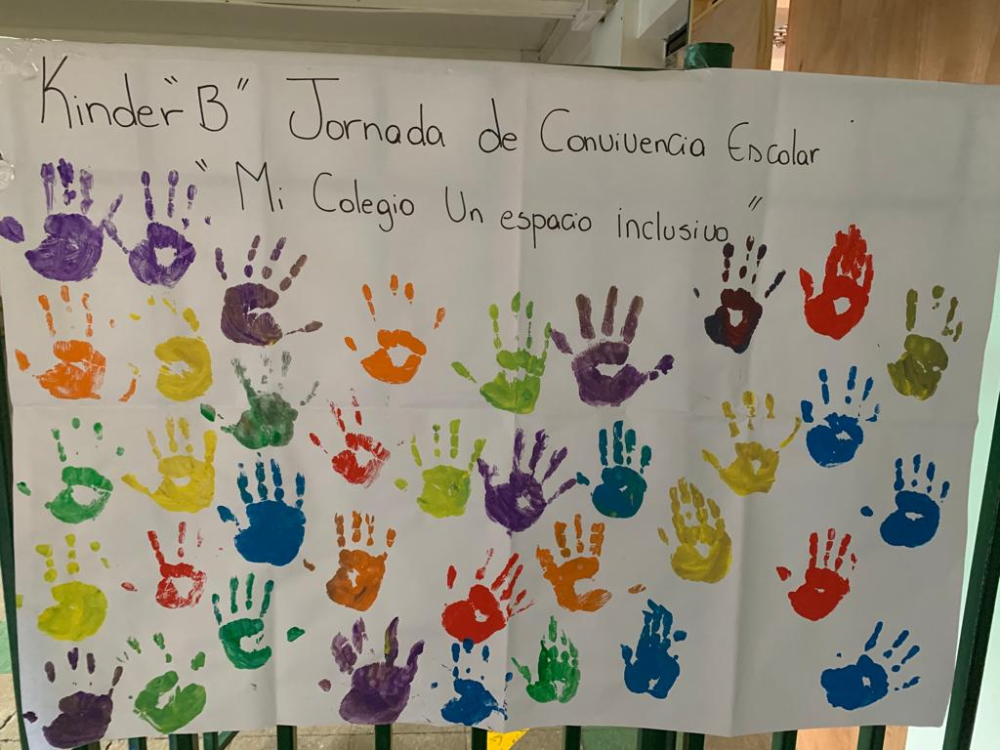 Kinder "B" Jornada de Convivencia Escolar
"Mi Colegio Un espacio inclusivo"